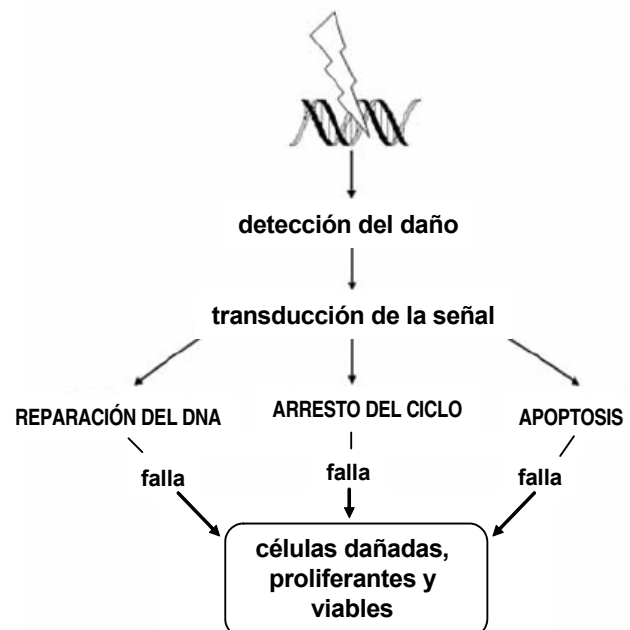 detección del daño
transducción de la señal
REPARACIÓN DEL DNA
ARRESTO DEL CICLO
APOPTOSIS
falla
falla
falla
células dañadas,
proliferantes y
viables